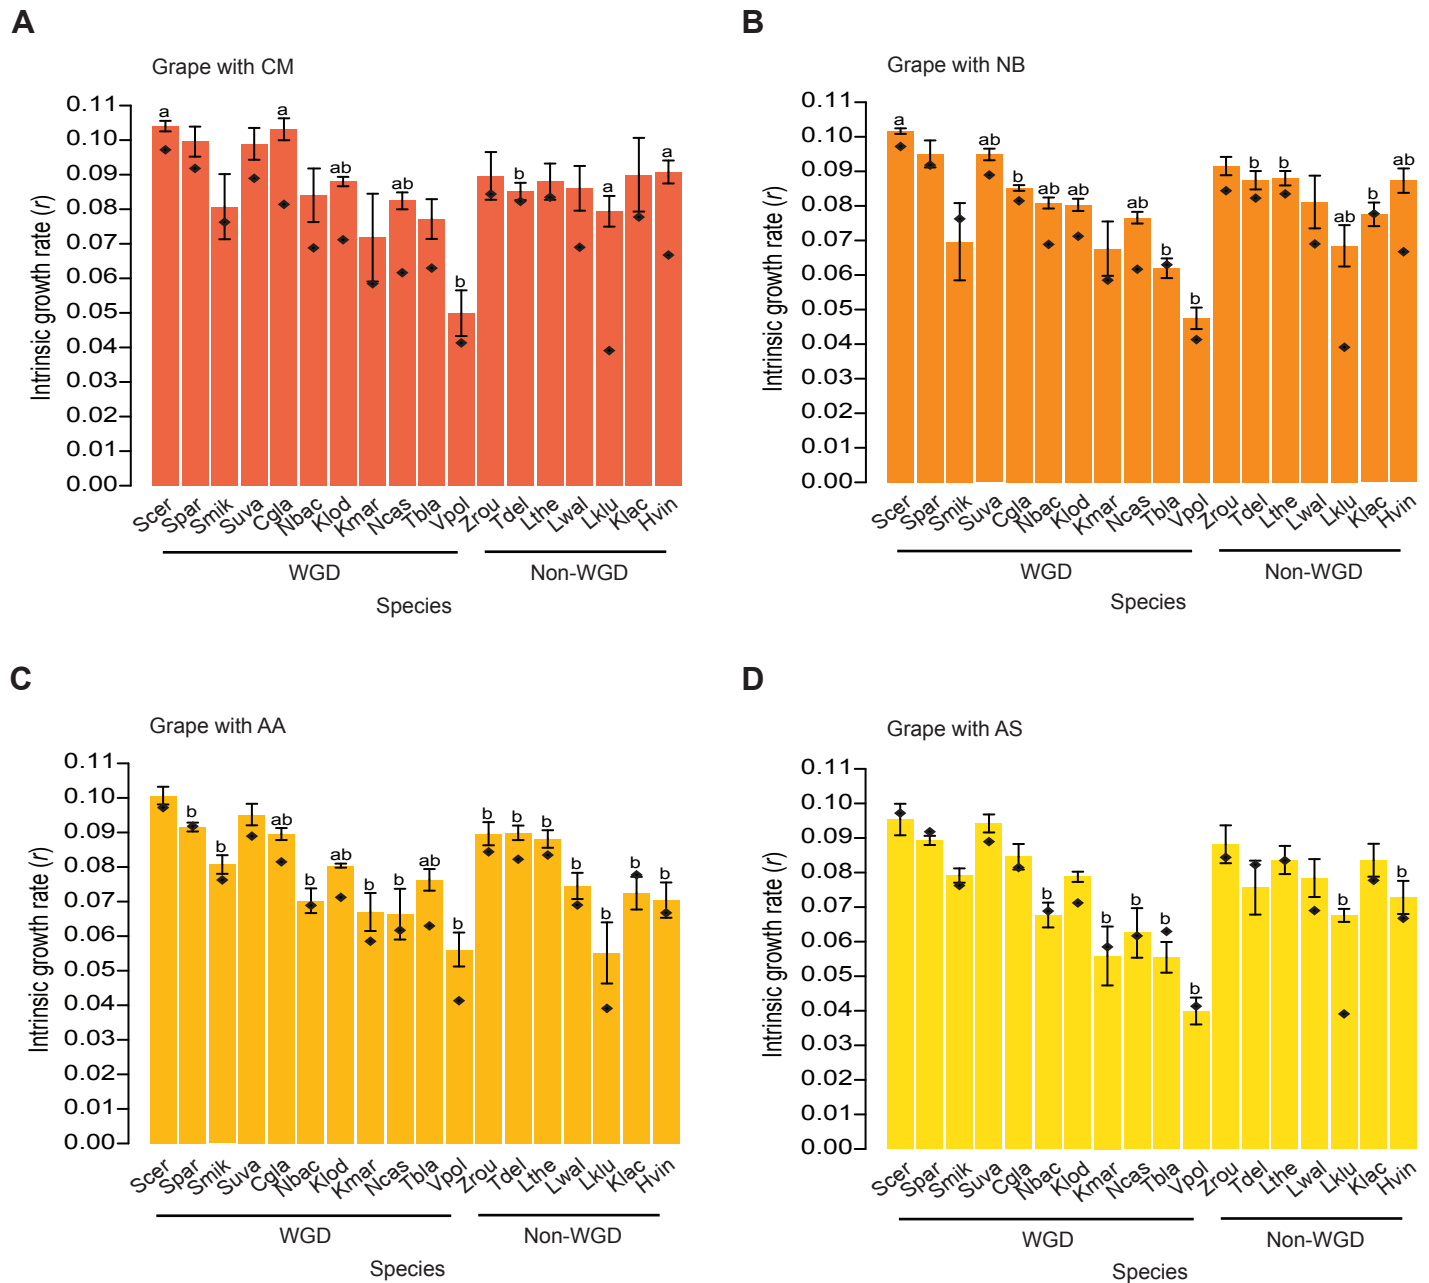 A
Grape with CM
Intrinsic growth rate (r)
0.11
0.10
0.09
0.08
0.07
0.06
0.05
0.04
0.03
0.02
0.01
0.00
a a ab ab b b a a
Scer Spar Smik Suva Cgla Nbac Klod Kmar Ncas Tbla Vpol Zrou Tdel Lthe Lwal Lklu Klac Hvin
WGD Non-WGD
Species
B
Grape with NB
Intrinsic growth rate (r)
0.11
0.10
0.09
0.08
0.07
0.06
0.05
0.04
0.03
0.02
0.01
0.00
a ab b ab ab ab b b b b ab b ab
Scer Spar Smik Suva Cgla Nbac Klod Kmar Ncas Tbla Vpol Zrou Tdel Lthe Lwal Lklu Klac Hvin
WGD Non-WGD
Species
C
Grape with AA
Intrinsic growth rate (r)
0.11
0.10
0.09
0.08
0.07
0.06
0.05
0.04
0.03
0.02
0.01
0.00
b b ab b ab b b ab b b b b b b b b
Scer Spar Smik Suva Cgla Nbac Klod Kmar Ncas Tbla Vpol Zrou Tdel Lthe Lwal Lklu Klac Hvin
WGD Non-WGD
Species
D
Grape with AS
Intrinsic growth rate (r)
0.11
0.10
0.09
0.08
0.07
0.06
0.05
0.04
0.03
0.02
0.01
0.00
b b b b b b b
Scer Spar Smik Suva Cgla Nbac Klod Kmar Ncas Tbla Vpol Zrou Tdel Lthe Lwal Lklu Klac Hvin
WGD Non-WGD
Species